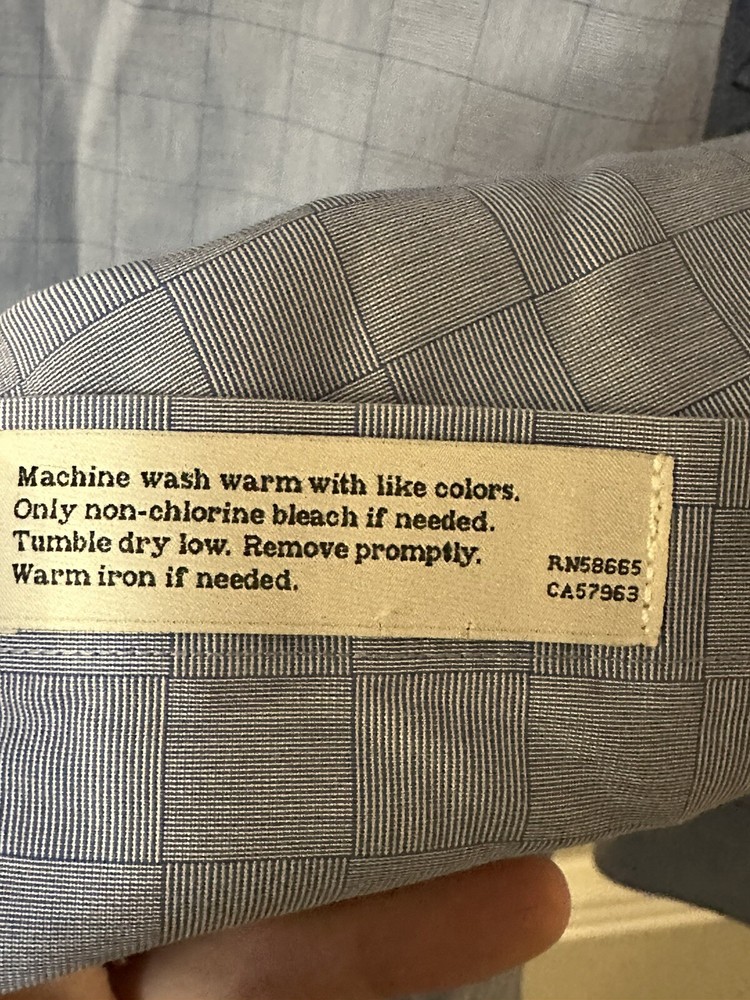 Machine wash warm with like colors.
Only non-chlorine bleach if needed.
Tumble dry low. Remove promptly.
Warm iron if needed.
RN58665
CA57963